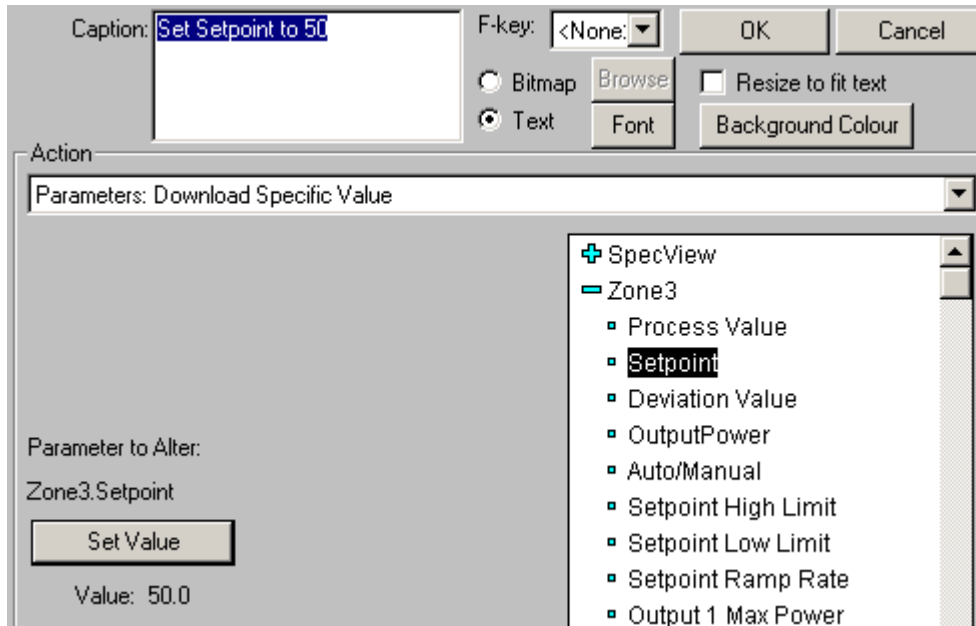 Caption: Set Setpoint to 50 F-key: <None: OK Cancel
Bitmap Browse Resize to fit text
Text Font Background Colour
Action
Parameters: Download Specific Value
SpecView
Zone3
Process Value
Setpoint
Deviation Value
OutputPower
Auto/Manual
Setpoint High Limit
Setpoint Low Limit
Setpoint Ramp Rate
Output 1 Max Power
Parameter to Alter:
Zone3.Setpoint
Set Value
Value: 50.0